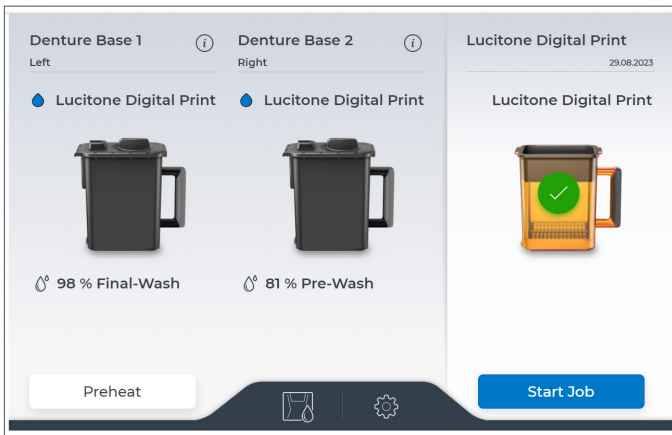 Denture Base 1
Left
Lucitone Digital Print
98 % Final-Wash
Preheat
Denture Base 2
Right
Lucitone Digital Print
81 % Pre-Wash
Lucitone Digital Print
29.08.2023
Lucitone Digital Print
Start Job